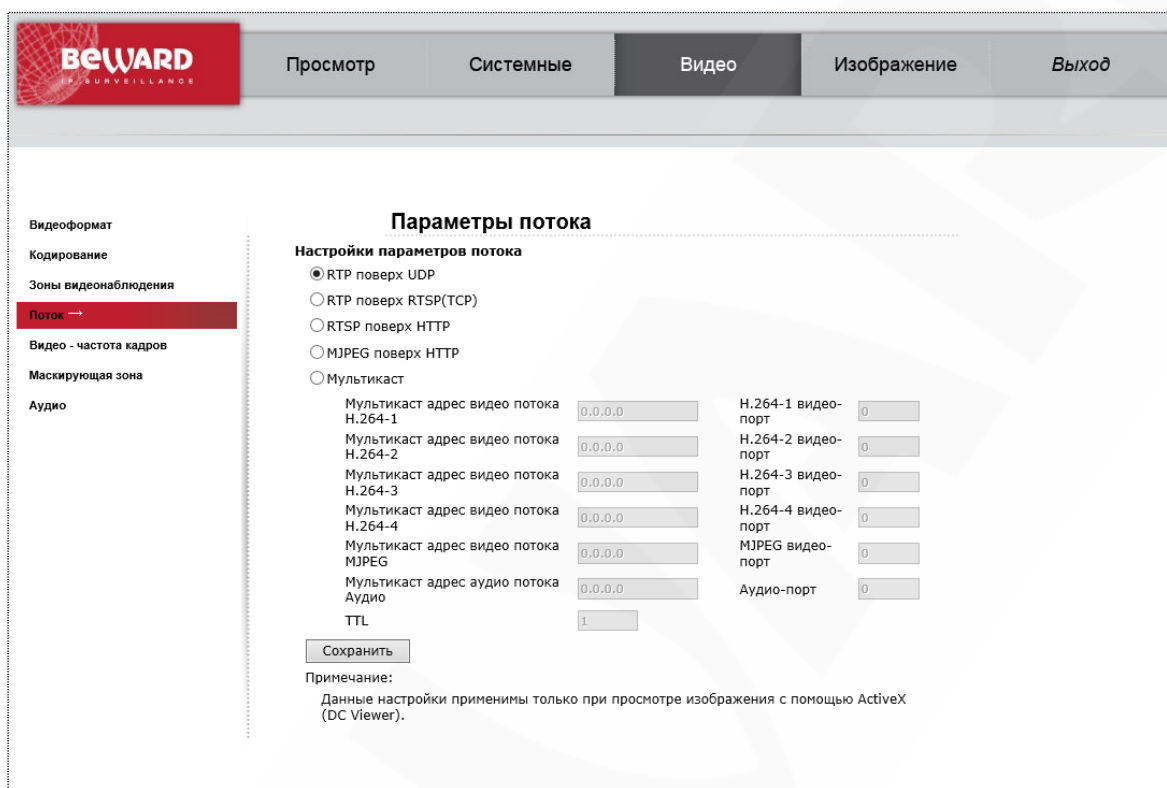 BEWARD
IP SURVEILLANCE
Просмотр
Системные
Видео
Изображение
Выход
Видеоформат
Кодирование
Зоны видеонаблюдения
Поток →
Видео - частота кадров
Маскирующая зона
Аудио
Параметры потока
Настройки параметров потока
RTP поверх UDP
RTP поверх RTSP(TCP)
RTSP поверх HTTP
MJPEG поверх HTTP
Мультикаст
Мультикаст адрес видео потока
H.264-1
0.0.0.0
H.264-1 видео-
порт
0
Мультикаст адрес видео потока
H.264-2
0.0.0.0
H.264-2 видео-
порт
0
Мультикаст адрес видео потока
H.264-3
0.0.0.0
H.264-3 видео-
порт
0
Мультикаст адрес видео потока
H.264-4
0.0.0.0
H.264-4 видео-
порт
0
Мультикаст адрес видео потока
MJPEG
0.0.0.0
MJPEG видео-
порт
0
Мультикаст адрес аудио потока
Аудио
0.0.0.0
Аудио-порт
0
TTL
1
Сохранить
Примечание:
Данные настройки применимы только при просмотре изображения с помощью ActiveX
(DC Viewer).